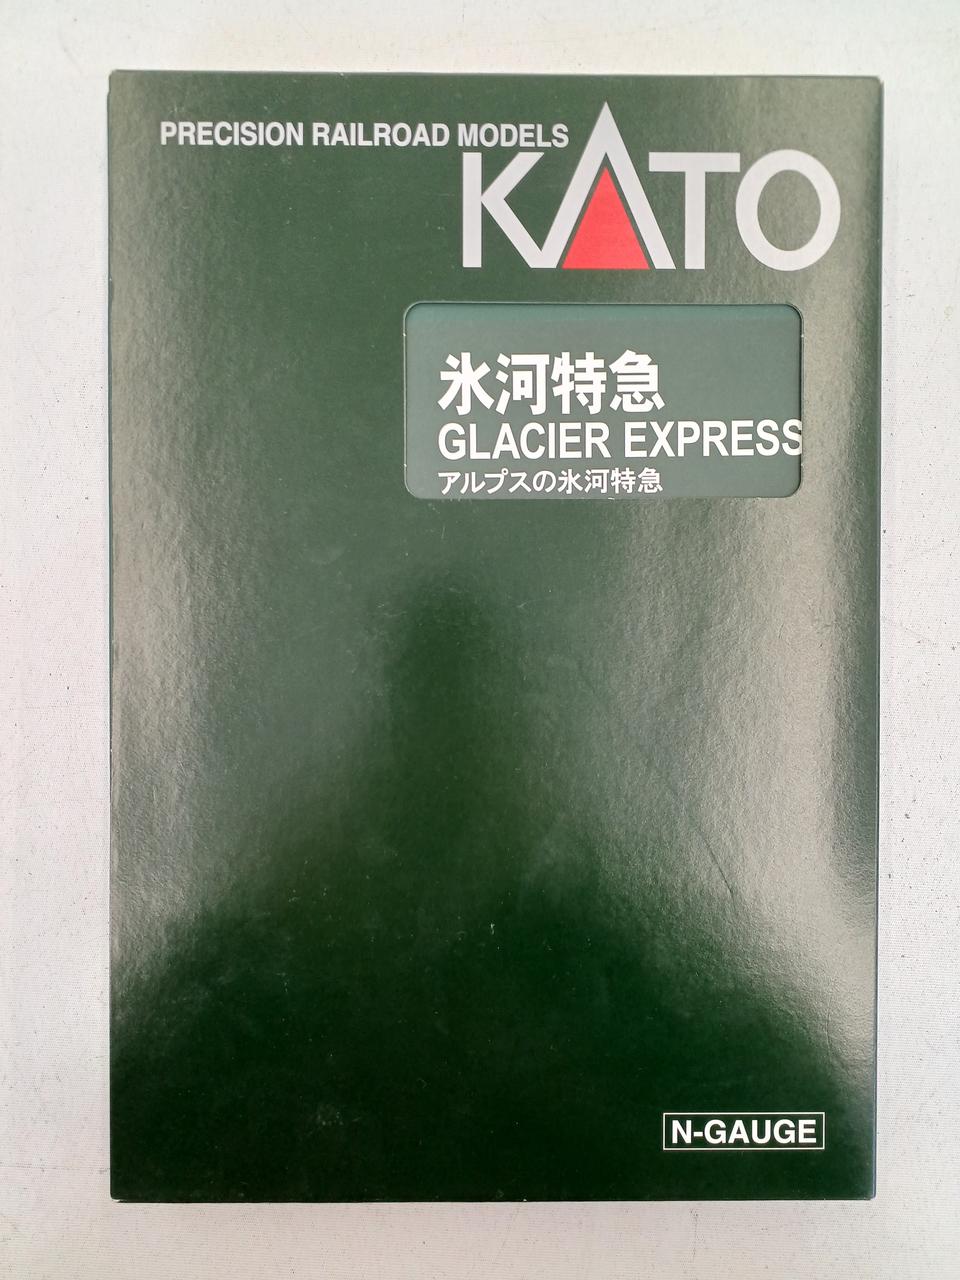 PRECISION RAILROAD MODELS
KATO
氷河特急
GLACIER EXPRESS
アルプスの氷河特急
N-GAUGE